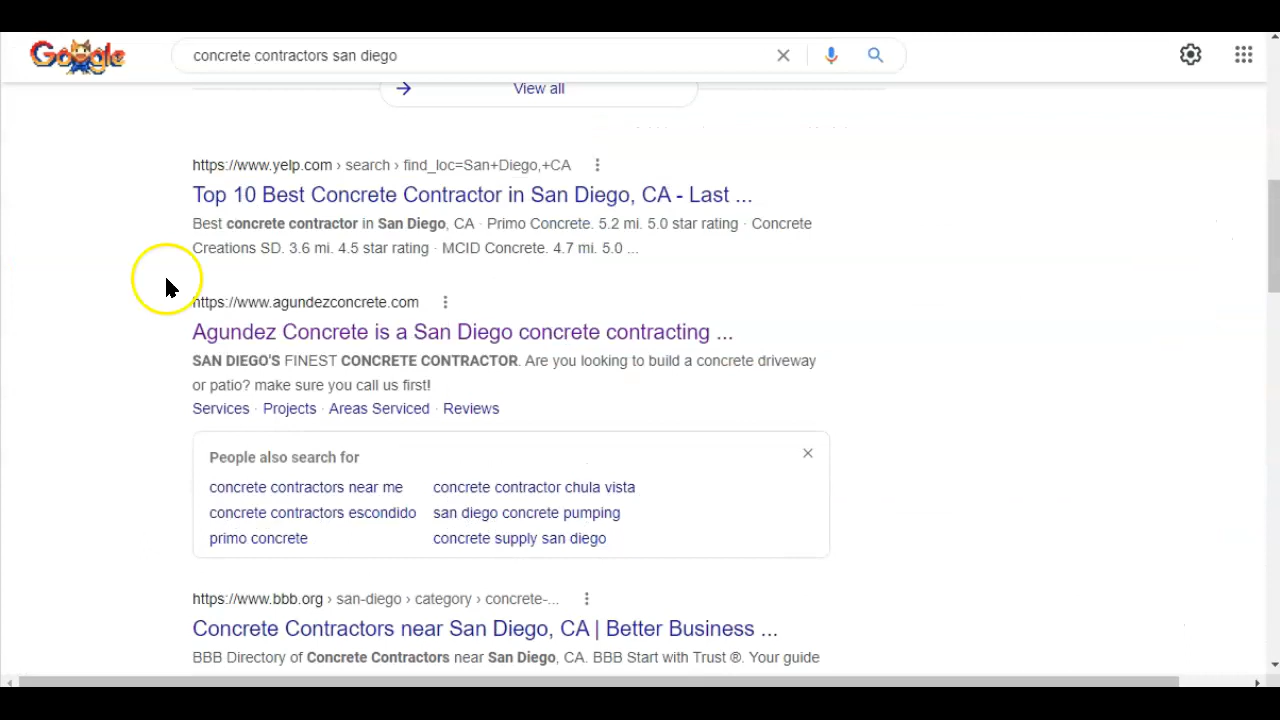 Google
concrete contractors san diego
View all
https://www.yelp.com › search › find_loc=San+Diego,+CA
Top 10 Best Concrete Contractor in San Diego, CA - Last ...
Best concrete contractor in San Diego, CA · Primo Concrete. 5.2 mi. 5.0 star rating · Concrete
Creations SD. 3.6 mi. 4.5 star rating · MCID Concrete. 4.7 mi. 5.0 ...
https://www.agundezconcrete.com
Agundez Concrete is a San Diego concrete contracting ...
SAN DIEGO'S FINEST CONCRETE CONTRACTOR. Are you looking to build a concrete driveway
or patio? make sure you call us first!
Services · Projects · Areas Serviced · Reviews
People also search for
concrete contractors near me concrete contractor chula vista
concrete contractors escondido san diego concrete pumping
primo concrete concrete supply san diego
https://www.bbb.org › san-diego › category › concrete-...
Concrete Contractors near San Diego, CA | Better Business ...
BBB Directory of Concrete Contractors near San Diego, CA. BBB Start with Trust ®. Your guide